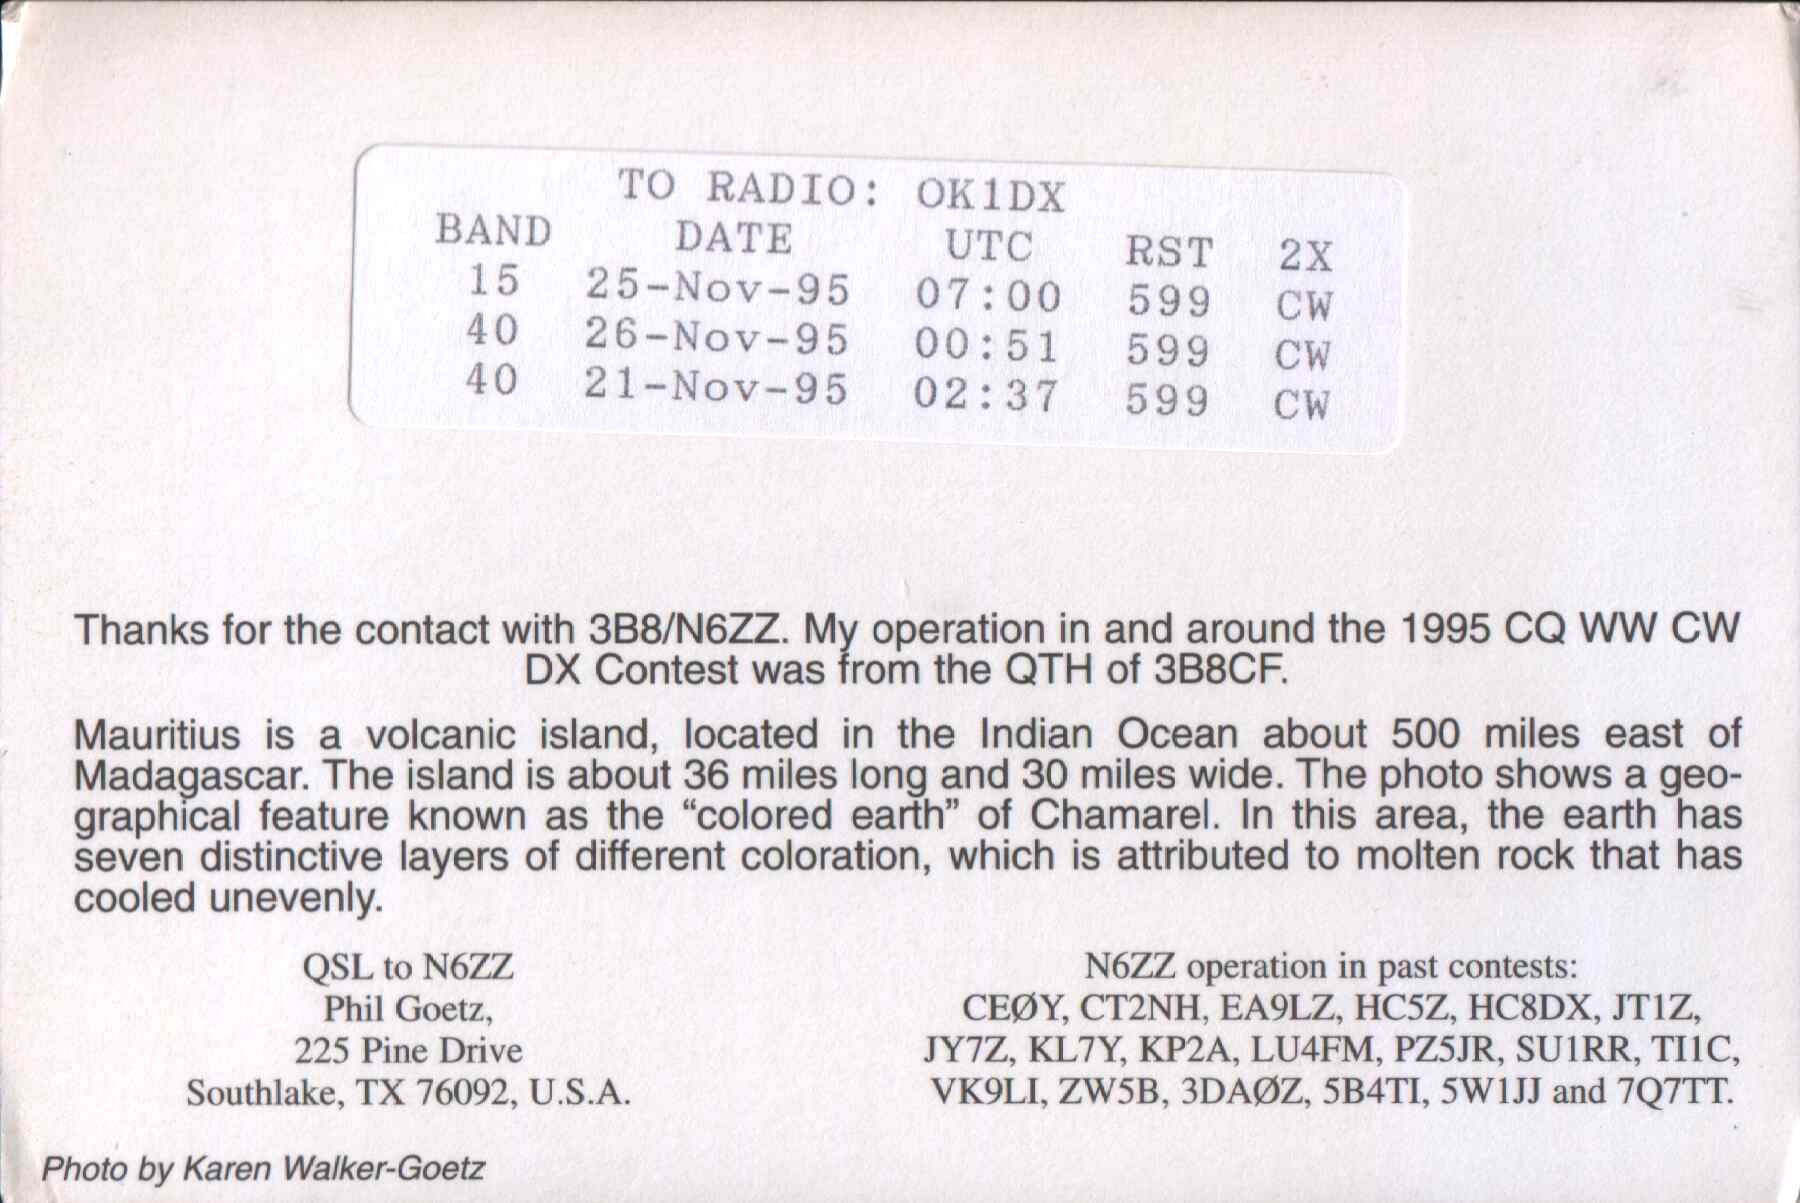 TO RADIO: OK1DX
BAND DATE UTC RST 2X
15 25-Nov-95 07:00 599 CW
40 26-Nov-95 00:51 599 CW
40 21-Nov-95 02:37 599 CW
Thanks for the contact with 3B8/N6ZZ. My operation in and around the 1995 CQ WW CW
DX Contest was from the QTH of 3B8CF.
Mauritius is a volcanic island, located in the Indian Ocean about 500 miles east of
Madagascar. The island is about 36 miles long and 30 miles wide. The photo shows a geo-
graphical feature known as the “colored earth” of Chamarel. In this area, the earth has
seven distinctive layers of different coloration, which is attributed to molten rock that has
cooled unevenly.
QSL to N6ZZ
Phil Goetz,
225 Pine Drive
Southlake, TX 76092, U.S.A.
N6ZZ operation in past contests:
CEØY, CT2NH, EA9LZ, HC5Z, HC8DX, JT1Z,
JY7Z, KL7Y, KP2A, LU4FM, PZ5JR, SU1RR, TI1C,
VK9LI, ZW5B, 3DAØZ, 5B4TI, 5W1JJ and 7Q7TT.
Photo by Karen Walker-Goetz